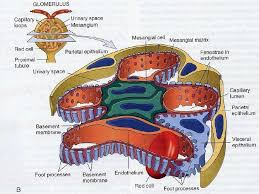 GLOMERULUS
Capillary
loops
Urinary space
Mesangium
Red cell
Parietal epithelium
Proximal
tubule
Urinary space
Mesangial cell
Mesangial matrix
Fenestrae in
endothelium
Capillary
lumen
Parietal
epithelium
Visceral
epithelium
Basement
membrane
Foot processes
Basement
membrane
Endothelium
Red cell
Foot processes
B